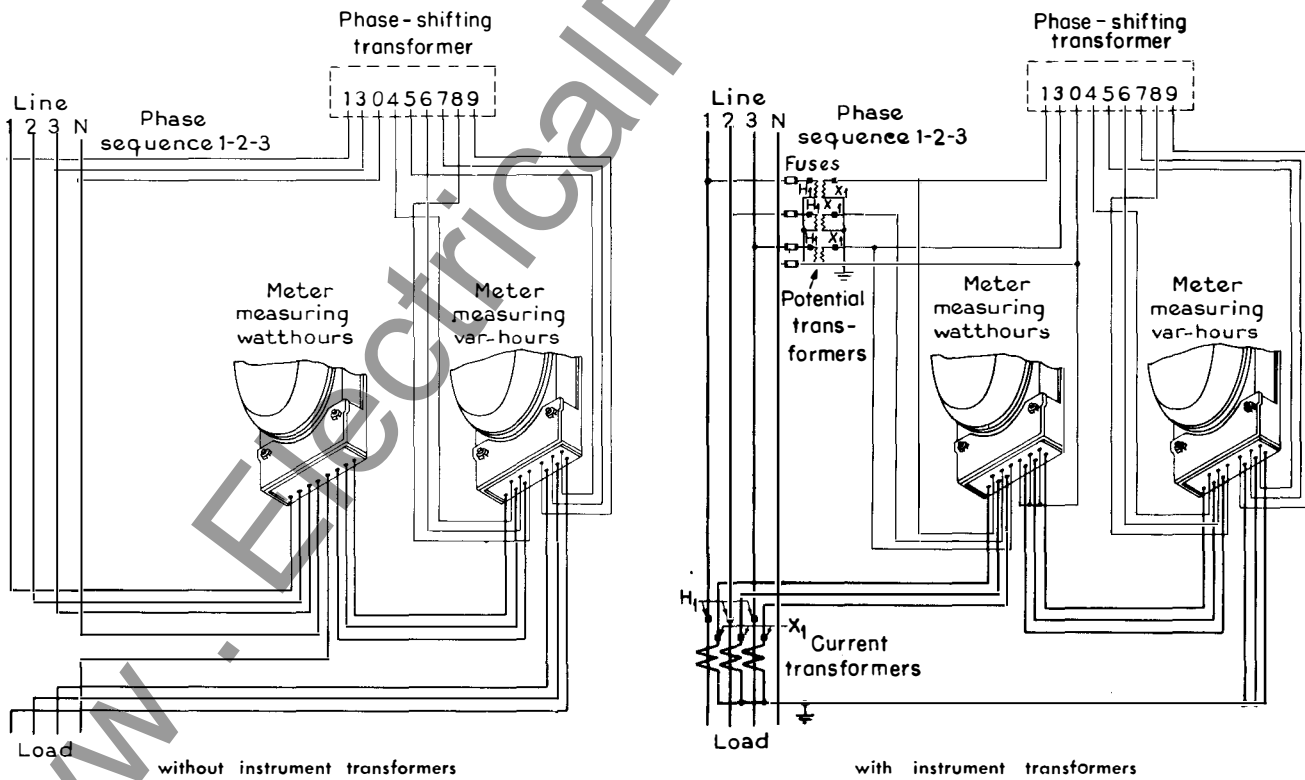 Phase-shifting
transformer
1 3 0 4 5 6 7 8 9
Line
1 2 3 N
Phase
sequence 1-2-3
Meter
measuring
watthours
Meter
measuring
var-hours
Load
without instrument transformers
Phase-shifting
transformer
1 3 0 4 5 6 7 8 9
Line
1 2 3 N
Phase
sequence 1-2-3
Fuses
H1 X1
H1 X1
H1 X1
Potential
trans-
formers
Meter
measuring
watthours
Meter
measuring
var-hours
H1
X1
Current
transformers
Load
with instrument transformers
w . ElectricalP